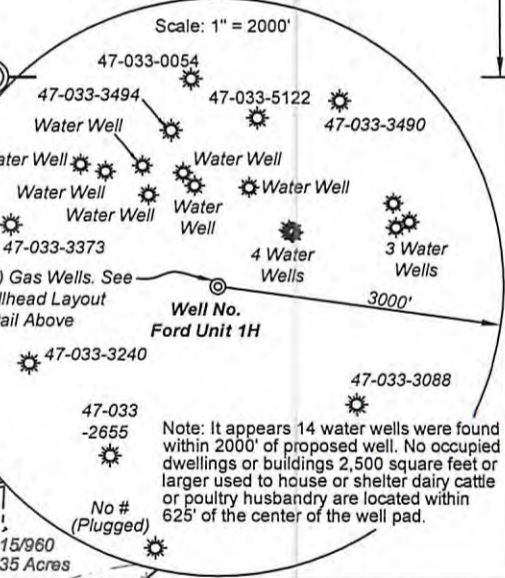 Scale: 1" = 2000'
47-033-0054
47-033-3494
47-033-5122
47-033-3490
Water Well
Water Well
Water Well
Water Well
Water Well
Water
Well
Water Well
47-033-3373
4 Water
Wells
3 Water
Wells
) Gas Wells. See
llhead Layout
ail Above
Well No.
Ford Unit 1H
3000'
47-033-3240
47-033-3088
47-033
-2655
Note: It appears 14 water wells were found
within 2000' of proposed well. No occupied
dwellings or buildings 2,500 square feet or
larger used to house or shelter dairy cattle
or poultry husbandry are located within
625' of the center of the well pad.
No #
(Plugged)
15/960
35 Acres